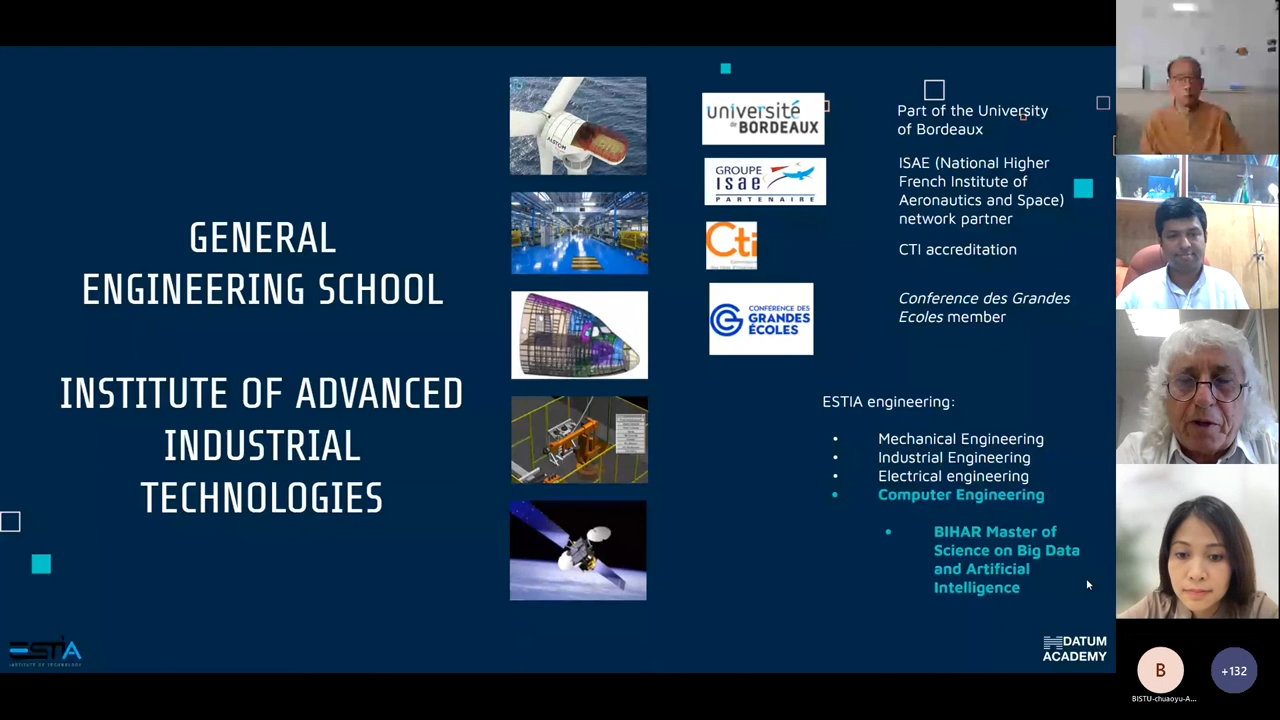 GENERAL
ENGINEERING SCHOOL
INSTITUTE OF ADVANCED
INDUSTRIAL
TECHNOLOGIES
ALSTOM
université
de BORDEAUX
GROUPE
isae
PARTENAIRE
Cti
CONFÉRENCE DES
GRANDES
ÉCOLES
Part of the University
of Bordeaux
ISAE (National Higher
French Institute of
Aeronautics and Space)
network partner
CTI accreditation
Conference des Grandes
Ecoles member
ESTIA engineering:
• Mechanical Engineering
• Industrial Engineering
• Electrical engineering
• Computer Engineering
• BIHAR Master of
Science on Big Data
and Artificial
Intelligence
ESTIA
INSTITUTE OF TECHNOLOGY
DATUM
ACADEMY
B
BISTU-chuaoyu-A...
+132